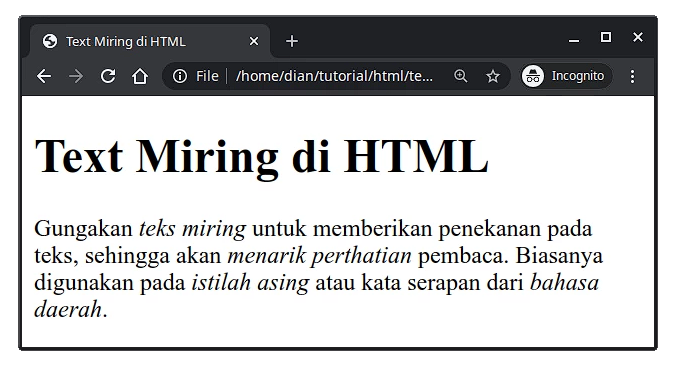 Text Miring di HTML
File
/home/dian/tutorial/html/te...
Incognito
Text Miring di HTML
Gungakan teks miring untuk memberikan penekanan pada
teks, sehingga akan menarik perthatian pembaca. Biasanya
digunakan pada istilah asing atau kata serapan dari bahasa
daerah.